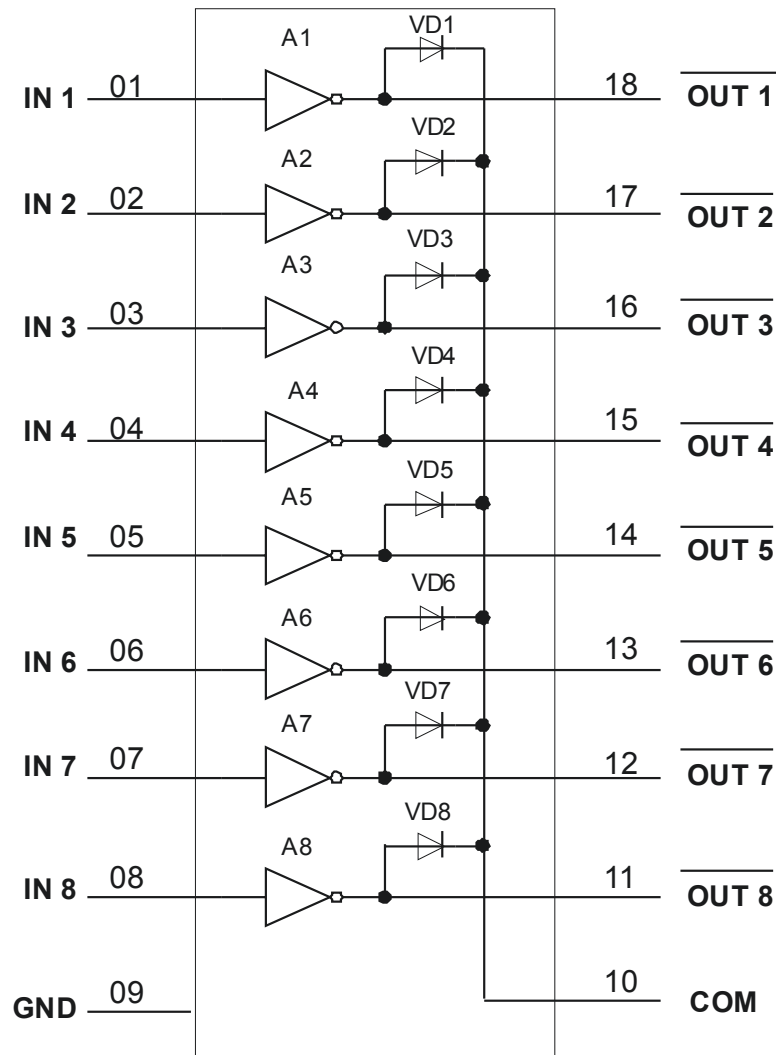 A1 VD1
IN 1 01 18 OUT 1
A2 VD2
IN 2 02 17 OUT 2
A3 VD3
IN 3 03 16 OUT 3
A4 VD4
IN 4 04 15 OUT 4
A5 VD5
IN 5 05 14 OUT 5
A6 VD6
IN 6 06 13 OUT 6
A7 VD7
IN 7 07 12 OUT 7
A8 VD8
IN 8 08 11 OUT 8
GND 09 10 COM